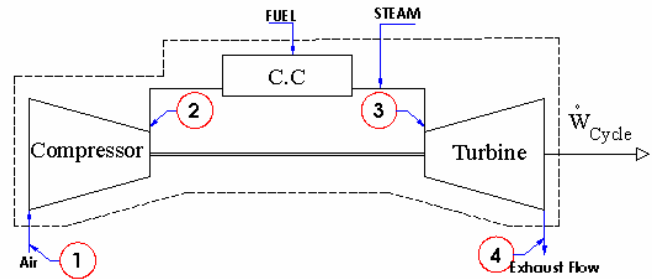 FUEL
STEAM
C.C
2
3
Compressor
Turbine
Ẇ Cycle
1
4
Air
Exhaust Flow